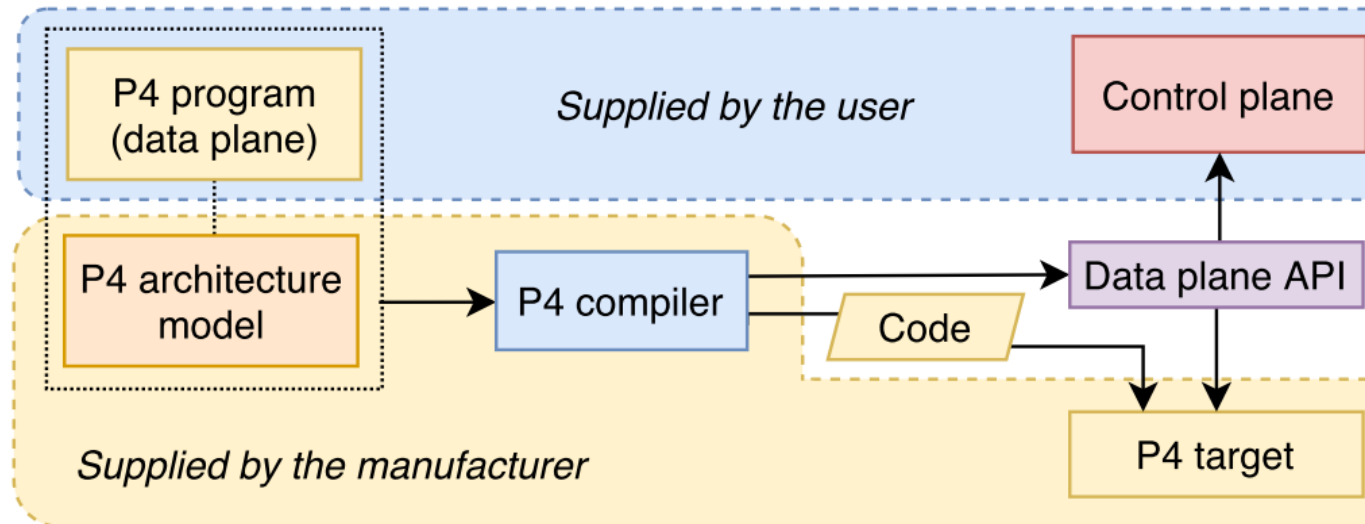 P4 program
(data plane)
Supplied by the user
Control plane
P4 architecture
model
P4 compiler
Data plane API
Code
Supplied by the manufacturer
P4 target